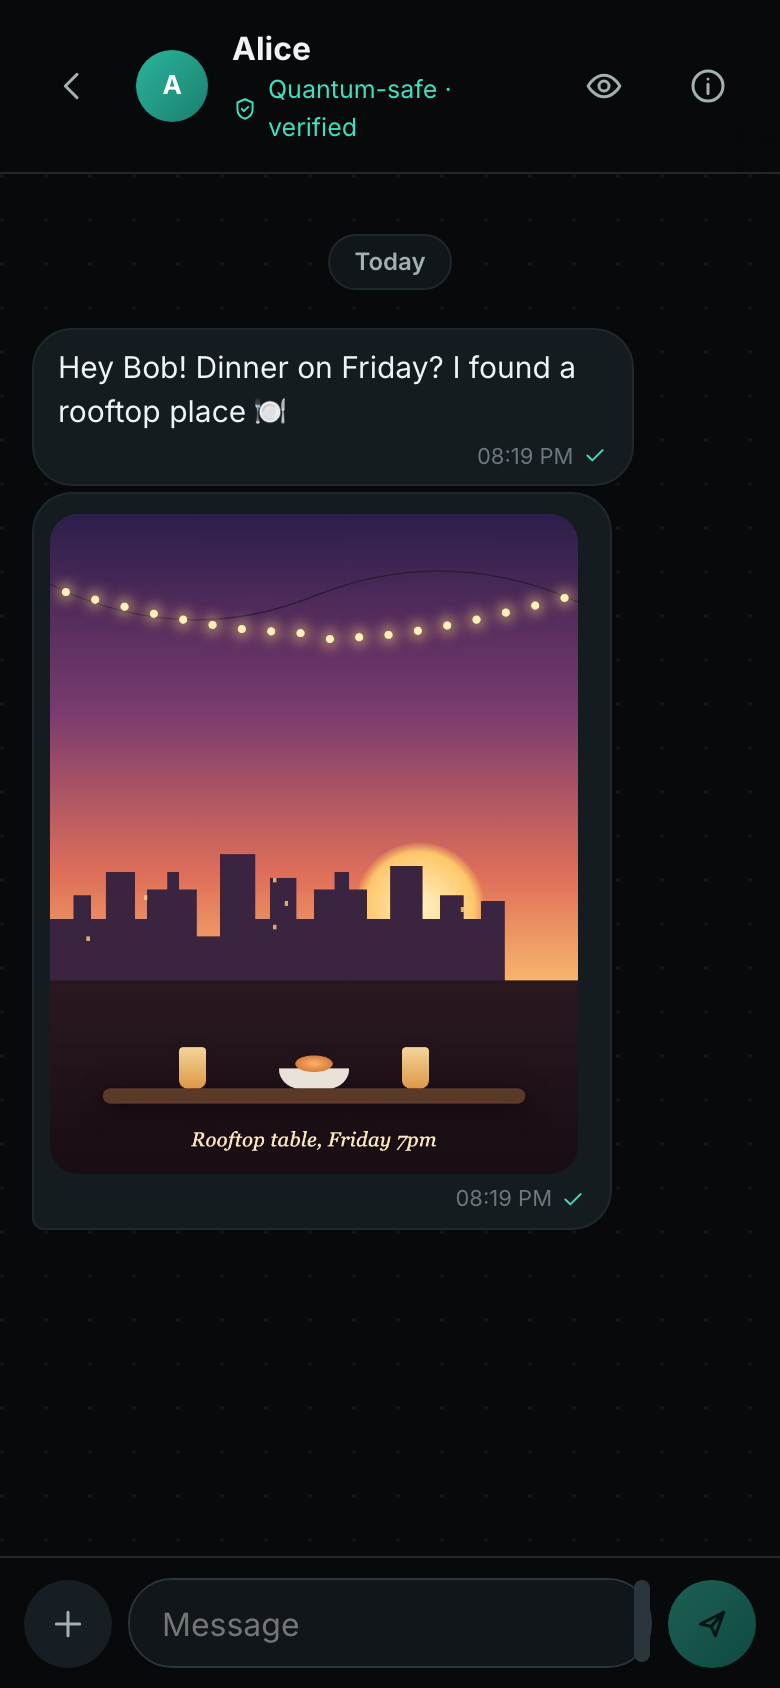 Alice
A
Quantum-safe ·
verified
Today
Hey Bob! Dinner on Friday? I found a
rooftop place 🍽️
08:19 PM
Rooftop table, Friday 7pm
08:19 PM
Message